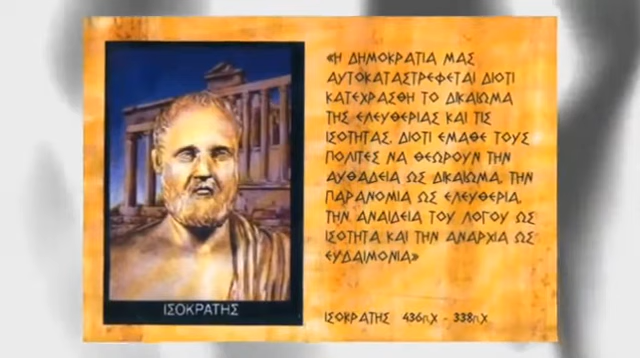 «Η ΔΗΜΟΚΡΑΤΙΑ ΜΑΣ
ΑΥΤΟΚΑΤΑΣΤΡΕΦΕΤΑΙ ΔΙΟΤΙ
ΚΑΤΕΧΡΑΣΘΗ ΤΟ ΔΙΚΑΙΩΜΑ
ΤΗΣ ΕΛΕΥΘΕΡΙΑΣ ΚΑΙ ΤΙΣ
ΙΣΟΤΗΤΑΣ, ΔΙΟΤΙ ΕΜΑΘΕ ΤΟΥΣ
ΠΟΛΙΤΕΣ ΝΑ ΘΕΩΡΟΥΝ ΤΗΝ
ΑΥΘΑΔΕΙΑ ΩΣ ΔΙΚΑΙΩΜΑ, ΤΗΝ
ΠΑΡΑΝΟΜΙΑ ΩΣ ΕΛΕΥΘΕΡΙΑ,
ΤΗΝ ΑΝΑΙΔΕΙΑ ΤΟΥ ΛΟΓΟΥ ΩΣ
ΙΣΟΤΗΤΑ ΚΑΙ ΤΗΝ ΑΝΑΡΧΙΑ ΩΣ
ΕΥΔΑΙΜΟΝΙΑ»
ΙΣΟΚΡΑΤΗΣ
ΙΣΟΚΡΑΤΗΣ 436π.Χ - 338π.Χ